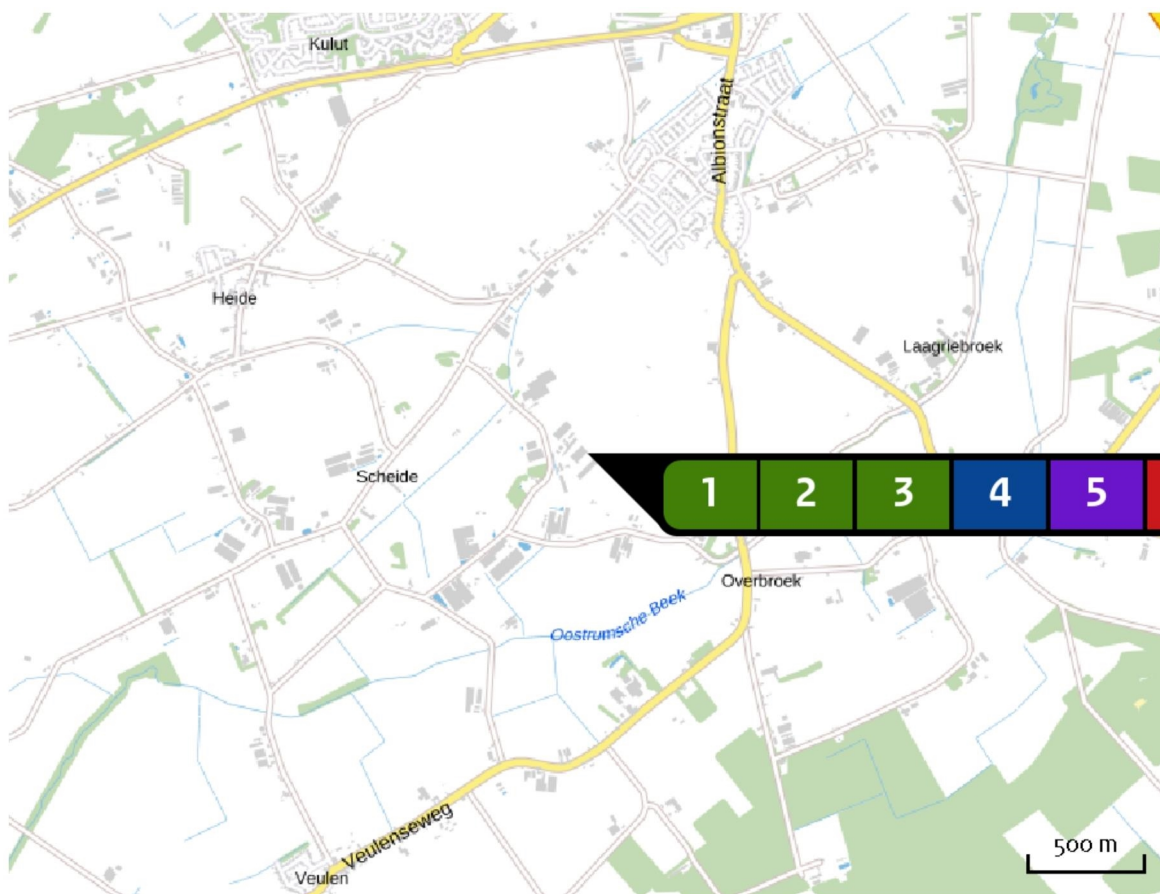 Kulut
Albionstraat
Heide
Laagriebroek
Scheide
1 2 3 4 5
Overbroek
Oostrumsche Beek
Veulenseweg
Veulen
500 m